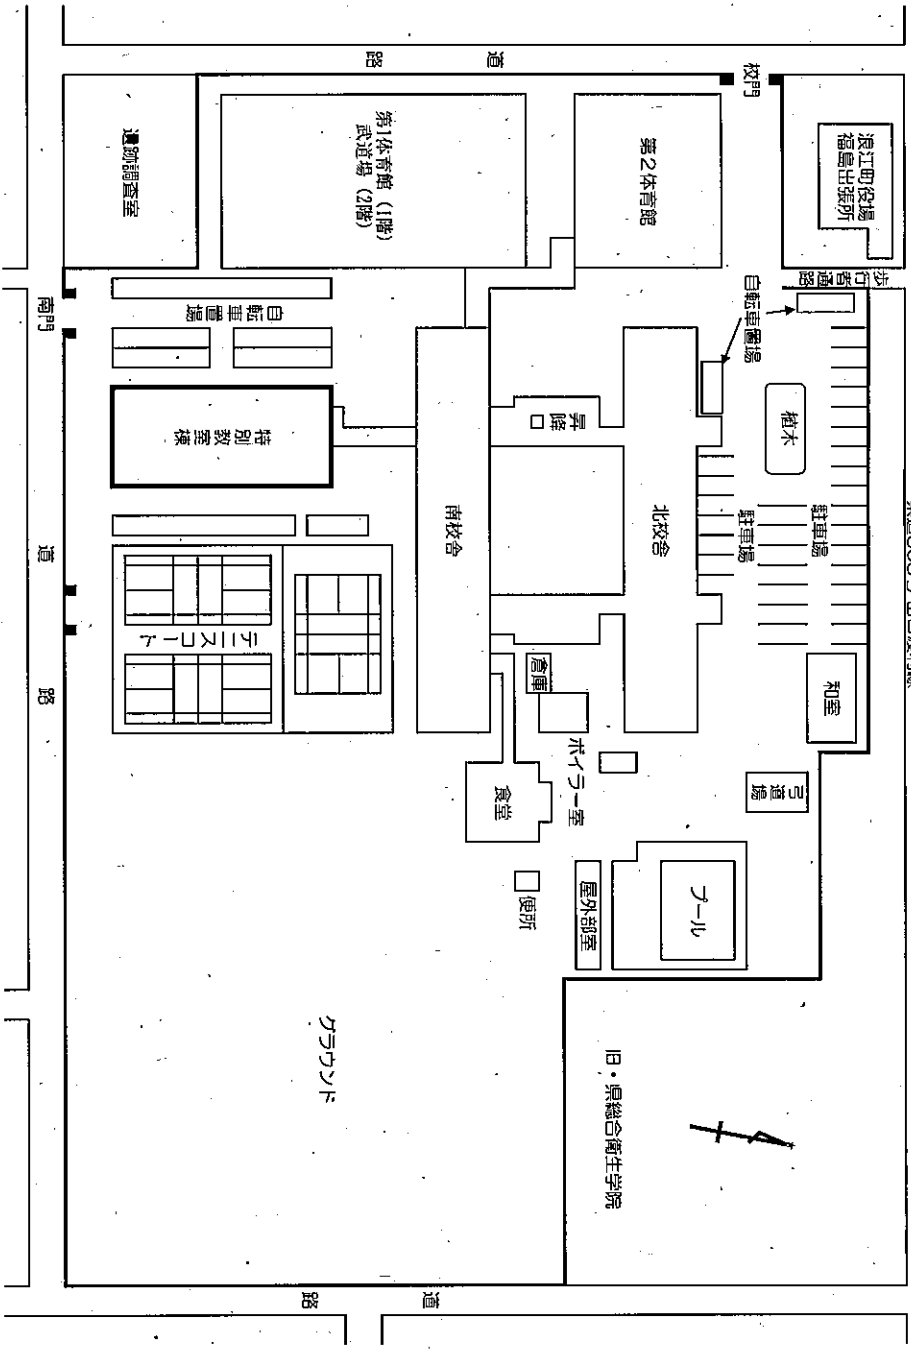 道路
校門
浪江町役場
福島出張所
遺跡調査室
第1体育館（1階）
武道場（2階）
第2体育館
歩行者通路
自転車置場
自転車置場
南門
植木
昇降口
特別教室棟
南校舎
北校舎
駐車場
駐車場
道路
テニスコート
倉庫
和室
ボイラー室
弓道場
食堂
便所
屋外部室
プール
グラウンド
旧・県総合衛生学院
道路